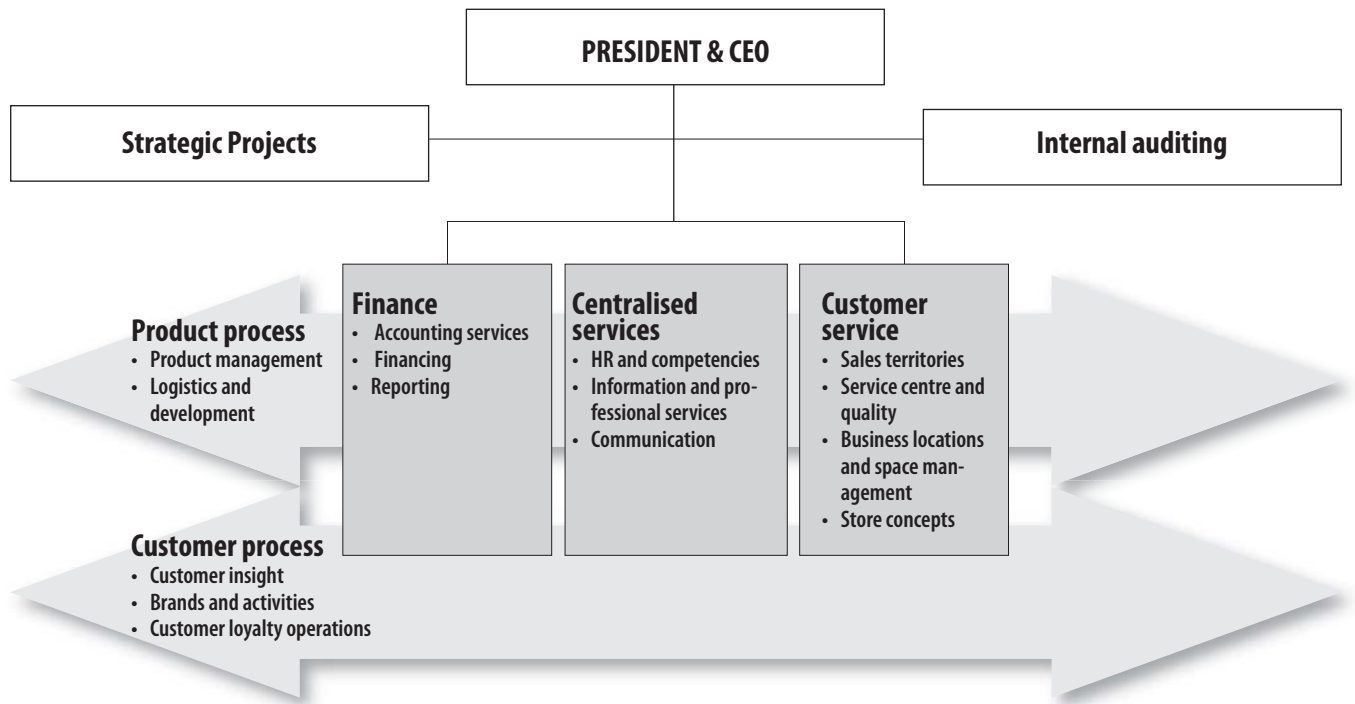 PRESIDENT & CEO
Strategic Projects
Internal auditing
Product process
• Product management
• Logistics and
development
Finance
• Accounting services
• Financing
• Reporting
Centralised
services
• HR and competencies
• Information and pro-
fessional services
• Communication
Customer
service
• Sales territories
• Service centre and
quality
• Business locations
and space man-
agement
• Store concepts
Customer process
• Customer insight
• Brands and activities
• Customer loyalty operations